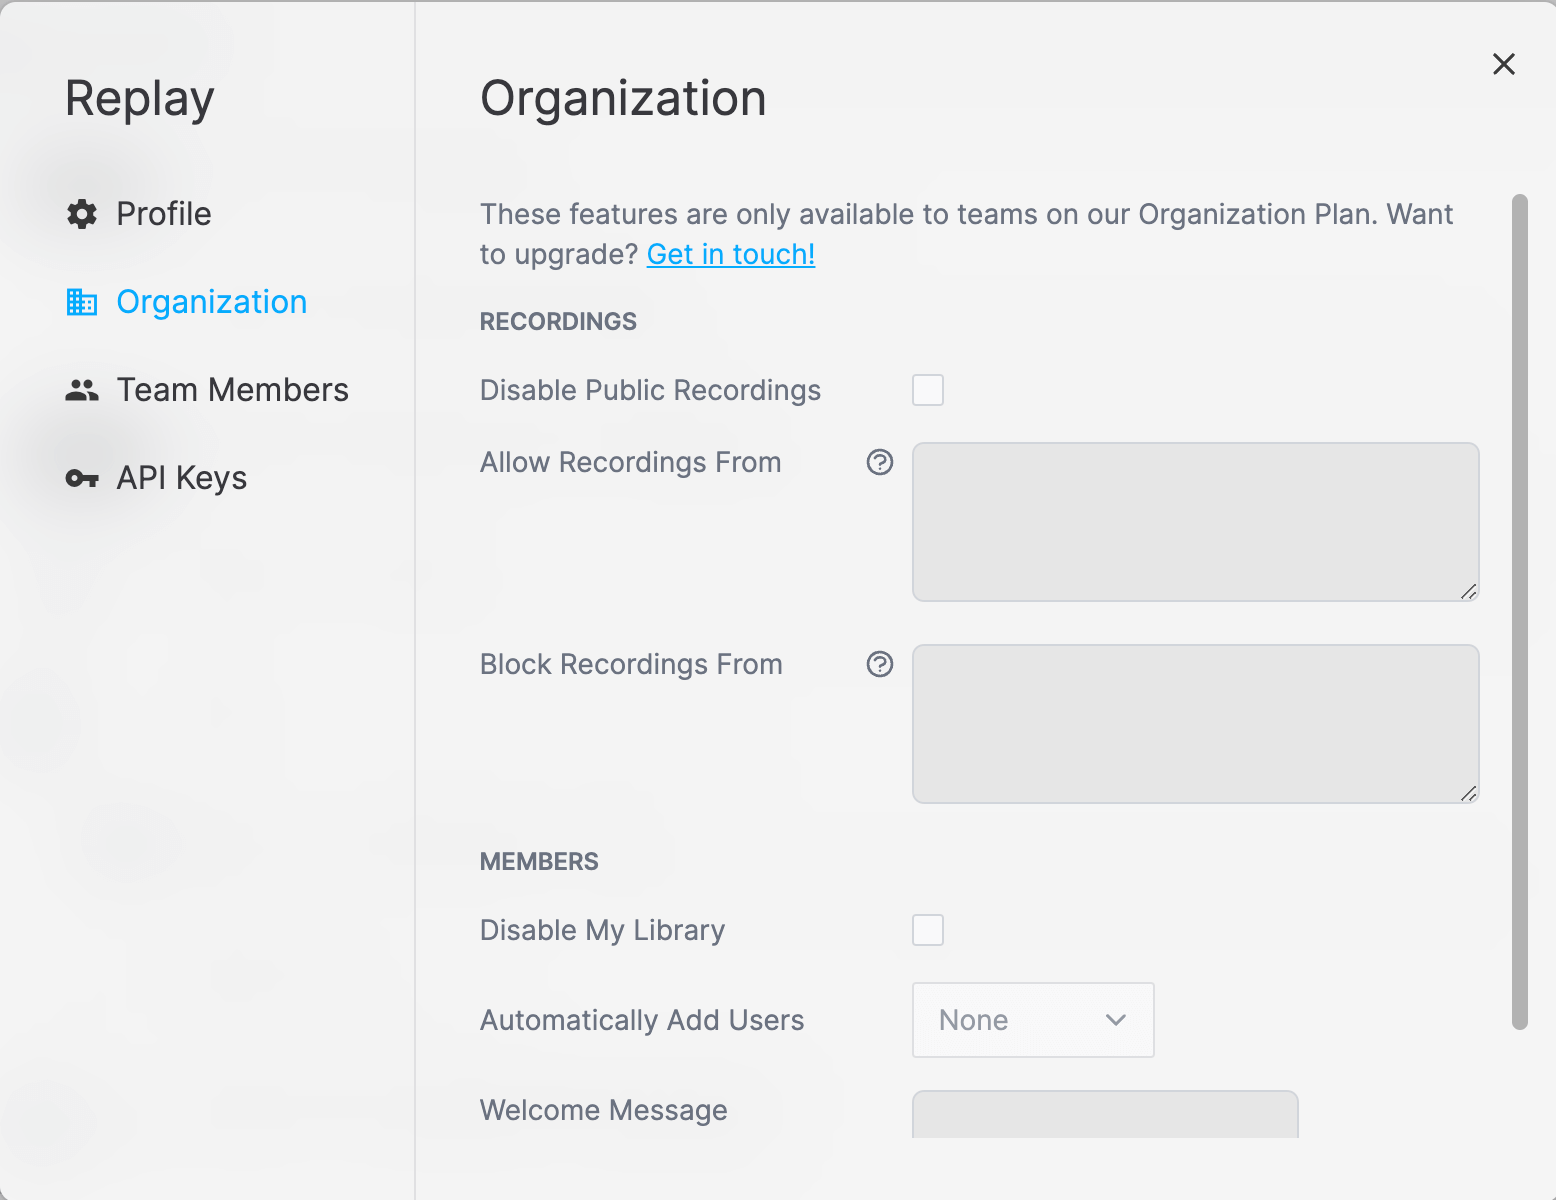 Replay
Profile
Organization
Team Members
API Keys
Organization
These features are only available to teams on our Organization Plan. Want
to upgrade? Get in touch!
RECORDINGS
Disable Public Recordings
Allow Recordings From
Block Recordings From
MEMBERS
Disable My Library
Automatically Add Users
None
Welcome Message